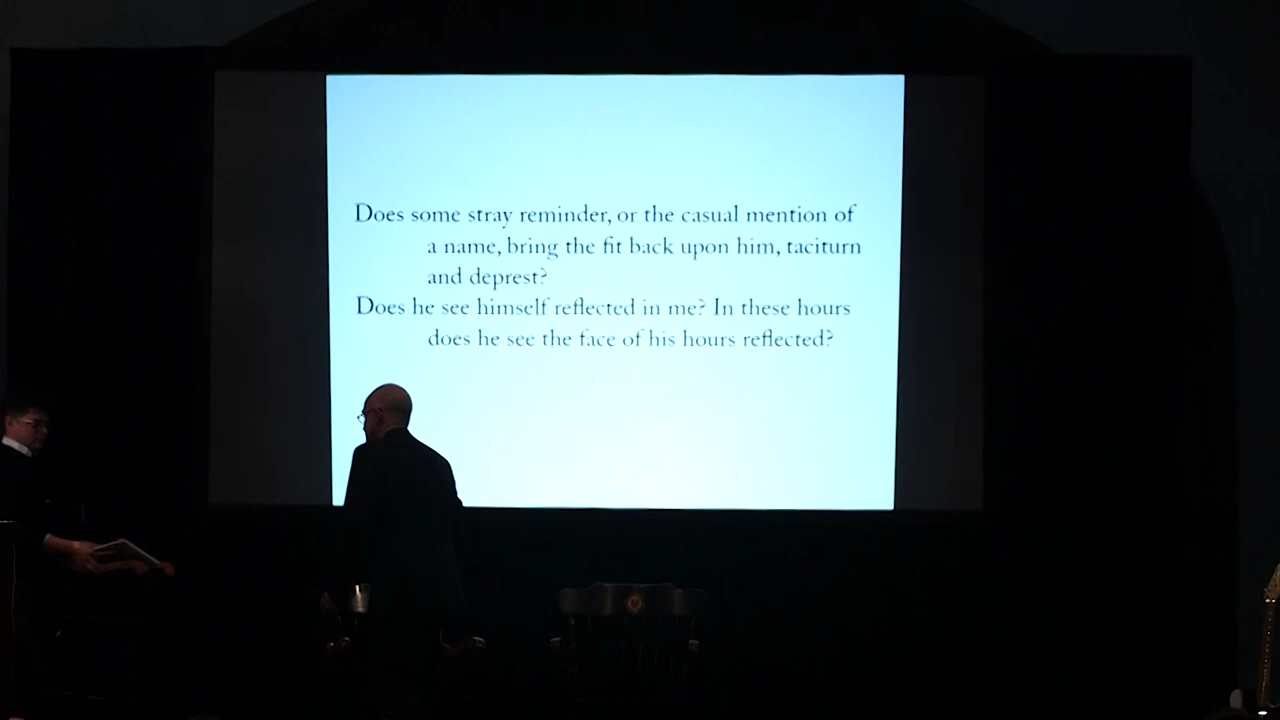 Does some stray reminder, or the casual mention of
a name, bring the fit back upon him, taciturn
and deprest?
Does he see himself reflected in me? In these hours
does he see the face of his hours reflected?